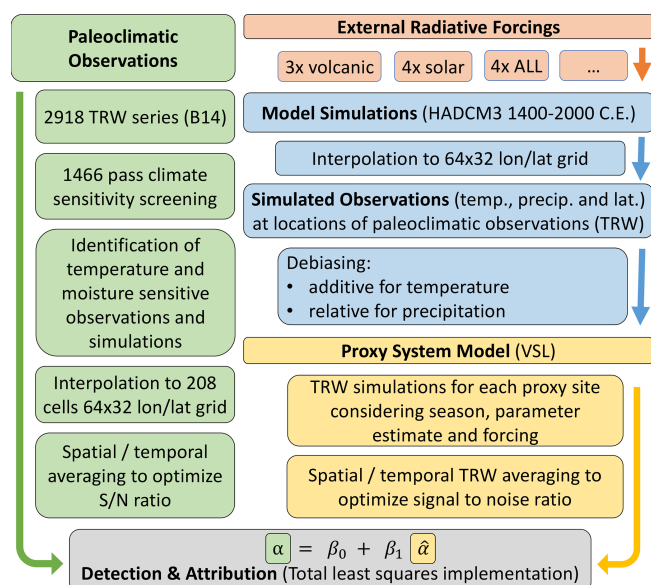 Paleoclimatic
Observations
2918 TRW series (B14)
1466 pass climate
sensitivity screening
Identification of
temperature and
moisture sensitive
observations and
simulations
Interpolation to 208
cells 64x32 lon/lat grid
Spatial / temporal
averaging to optimize
S/N ratio
External Radiative Forcings
3x volcanic
4x solar
4x ALL
...
Model Simulations (HADCM3 1400-2000 C.E.)
Interpolation to 64x32 lon/lat grid
Simulated Observations (temp., precip. and lat.)
at locations of paleoclimatic observations (TRW)
Debiasing:
• additive for temperature
• relative for precipitation
Proxy System Model (VSL)
TRW simulations for each proxy site
considering season, parameter
estimate and forcing
Spatial / temporal TRW averaging to
optimize signal to noise ratio
α = β₀ + β₁ α̂
Detection & Attribution (Total least squares implementation)